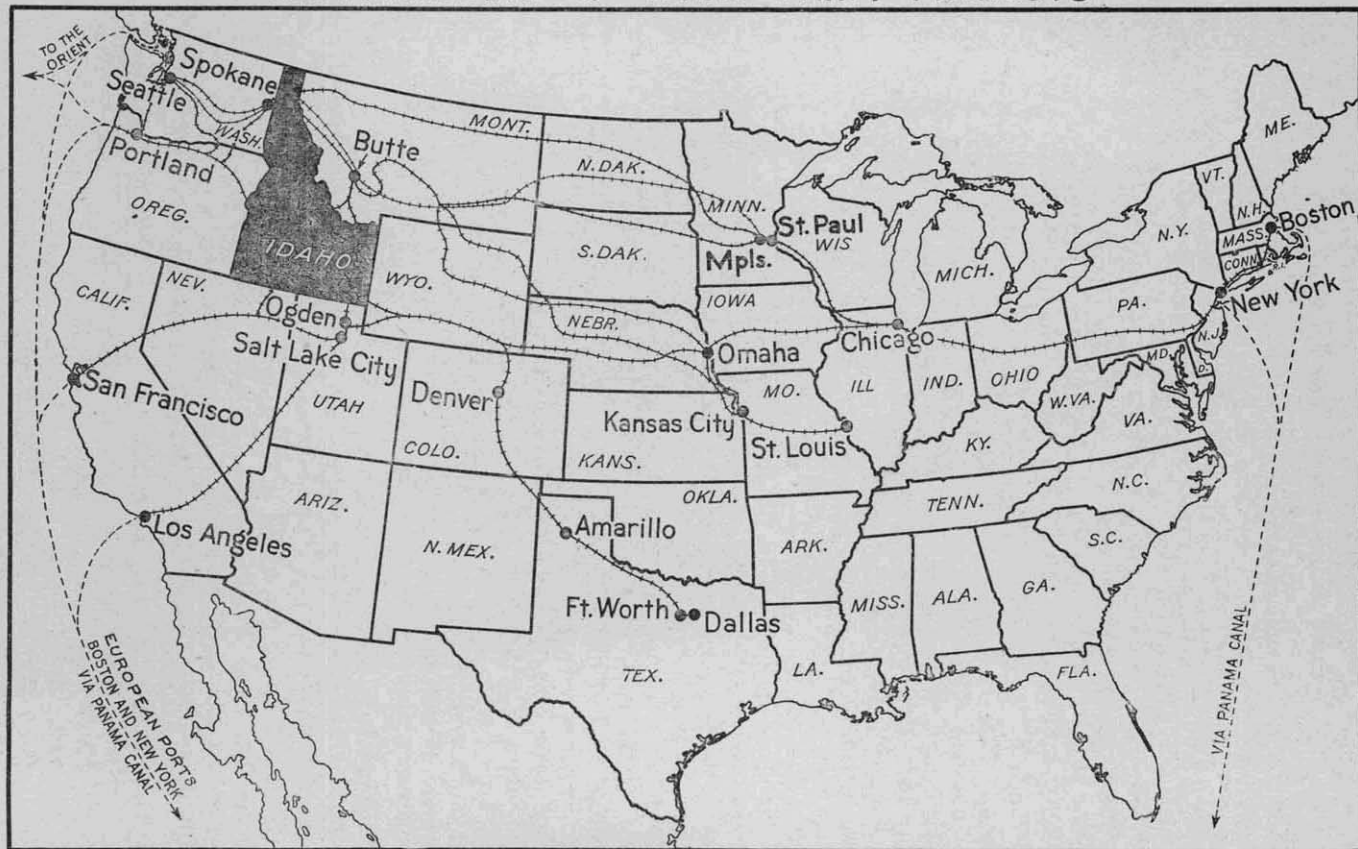 TO THE
ORIENT
Spokane
Seattle
WASH.
MONT.
Butte
Portland
N. DAK.
MINN.
ME.
VT.
N.H.
Boston
OREG.
St. Paul
WIS
N.Y.
MASS.
CONN.
R.I.
IDAHO
S. DAK.
Mpls.
MICH.
WYO.
NEV.
CALIF.
IOWA
PA.
New York
Ogden
NEBR.
Chicago
N.J.
Salt Lake City
Omaha
MD.
San Francisco
UTAH
Denver
MO.
ILL
IND.
OHIO
W.VA.
VA.
Kansas City
COLO.
KANS.
St. Louis
KY.
ARIZ.
OKLA.
TENN.
N.C.
Los Angeles
N. MEX.
Amarillo
ARK.
S.C.
MISS.
ALA.
GA.
Ft. Worth
Dallas
TEX.
LA.
FLA.
EUROPEAN PORTS
BOSTON AND NEW YORK
VIA PANAMA CANAL
VIA PANAMA CANAL